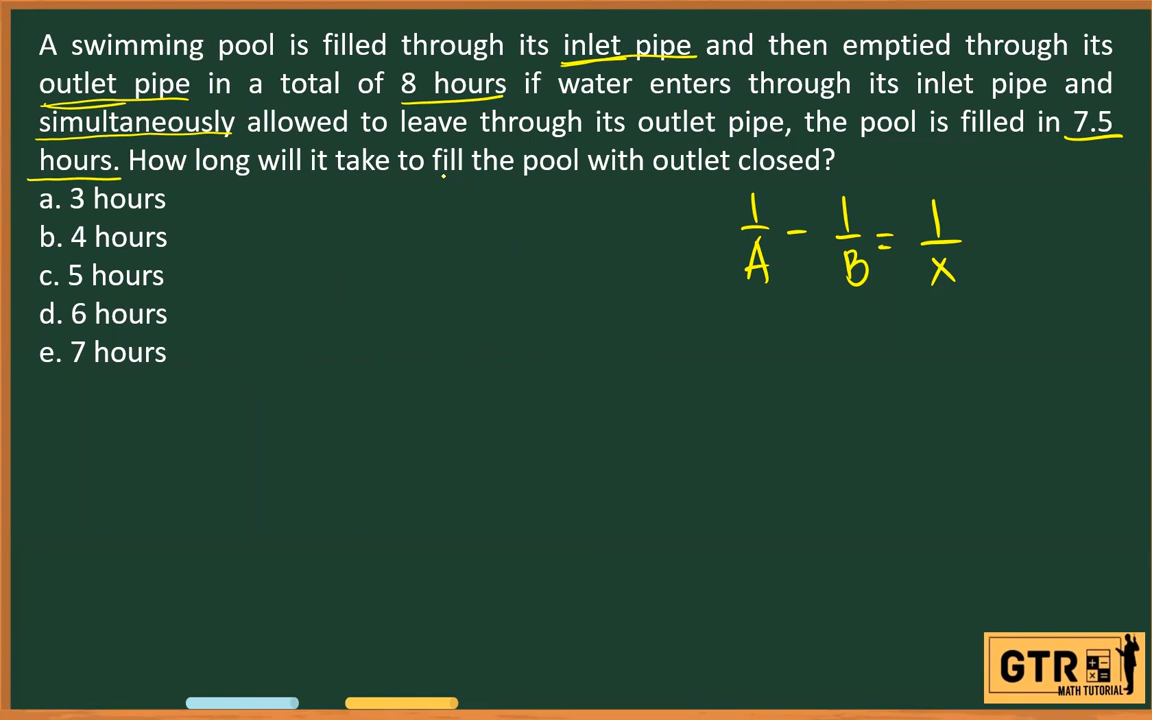 A swimming pool is filled through its inlet pipe and then emptied through its
outlet pipe in a total of 8 hours if water enters through its inlet pipe and
simultaneously allowed to leave through its outlet pipe, the pool is filled in 7.5
hours. How long will it take to fill the pool with outlet closed?
a. 3 hours
b. 4 hours
c. 5 hours
d. 6 hours
e. 7 hours
1/A - 1/B = 1/x
GTR
MATH TUTORIAL